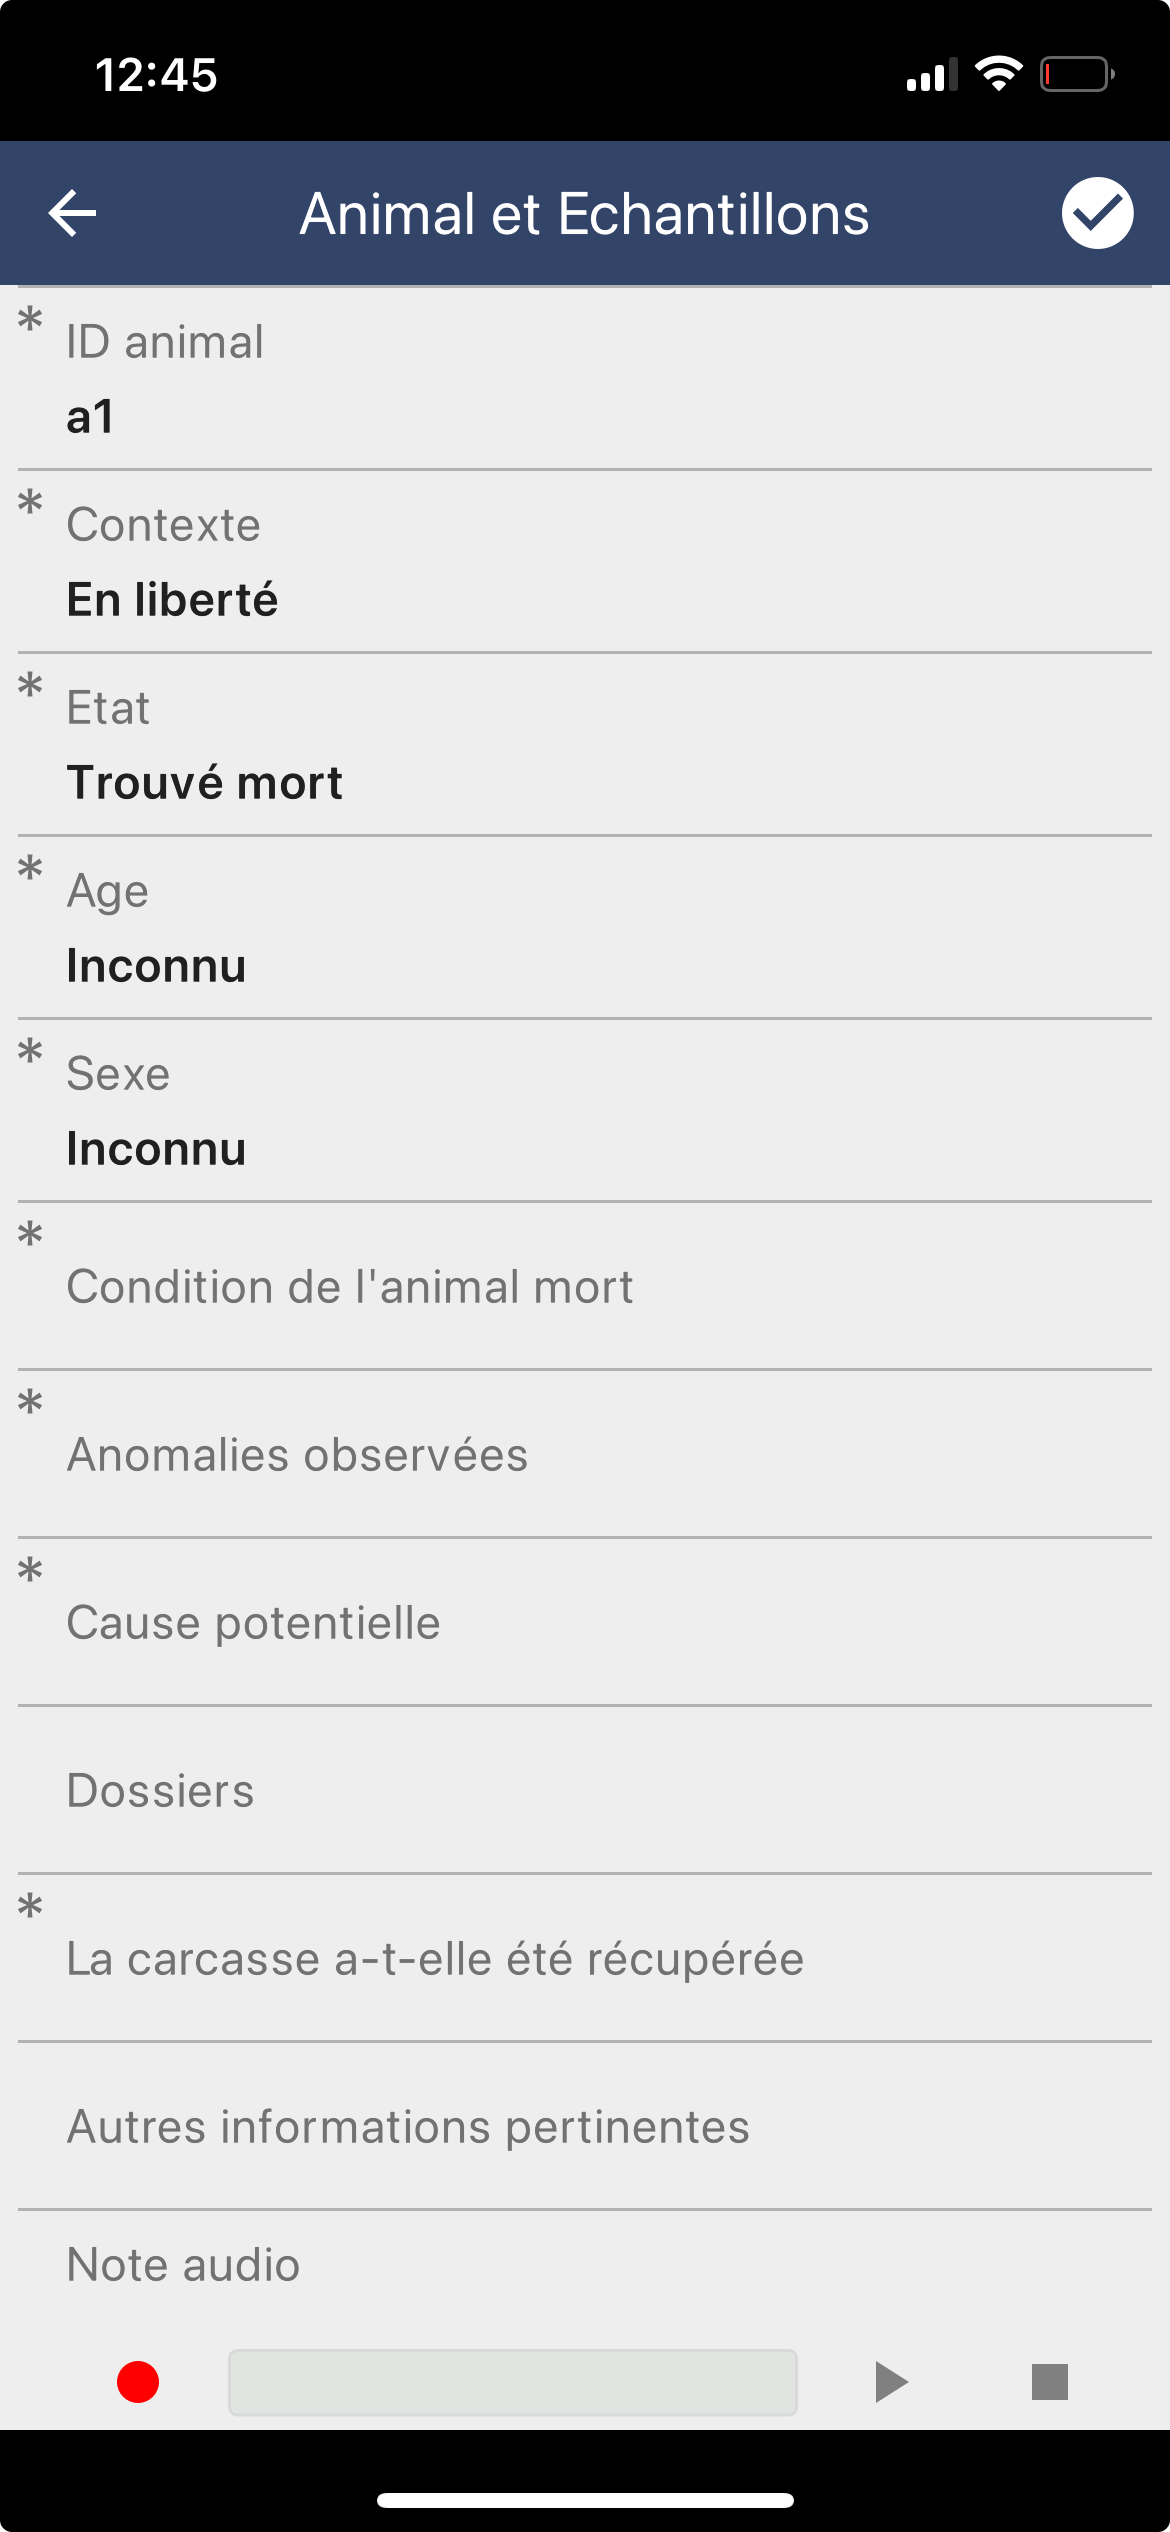 12:45
Animal et Echantillons
* ID animal
a1
* Contexte
En liberté
* Etat
Trouvé mort
* Age
Inconnu
* Sexe
Inconnu
* Condition de l'animal mort
* Anomalies observées
* Cause potentielle
Dossiers
* La carcasse a-t-elle été récupérée
Autres informations pertinentes
Note audio